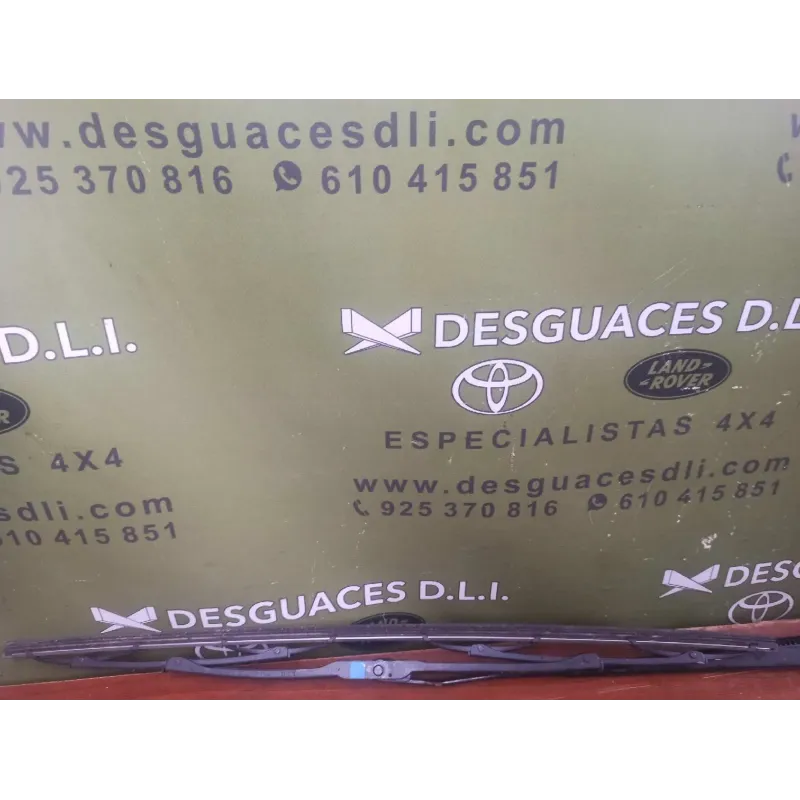 www.desguacesdli.com
925 370 816 610 415 851
D.L.I.
S 4X4
sdli.com
610 415 851
DESGUACES D.L
LAND-
-ROVER
ESPECIALISTAS 4X4
www.desguacesdli.com
925 370 816 610 415 851
DESGUACES D.L.I.
DESG